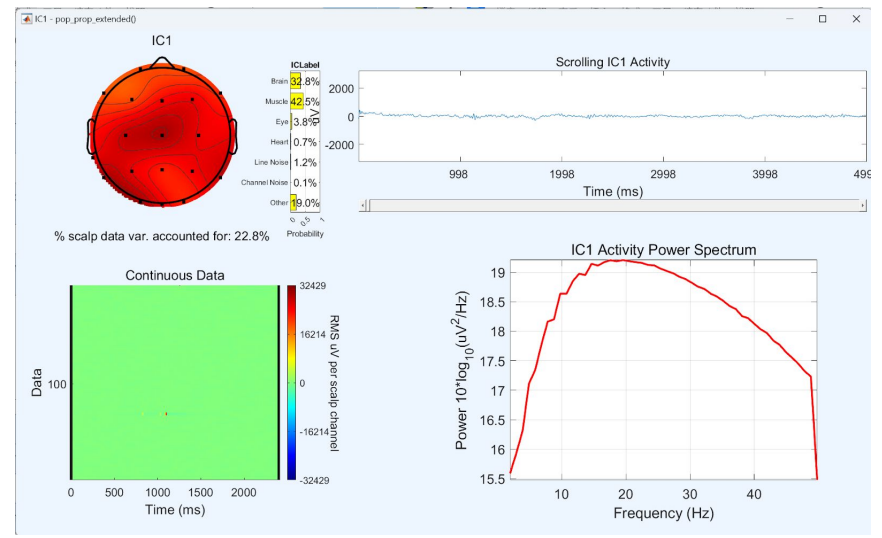 IC1 - pop_prop_extended()
IC1
ICLabel
Brain 32.8%
Muscle 42.5%
Eye 3.8%
Heart 0.7%
Line Noise 1.2%
Channel Noise 0.1%
Other 19.0%
0 0.5 1
Probability
% scalp data var. accounted for: 22.8%
Scrolling IC1 Activity
2000
0
-2000
998 1998 2998 3998 499
Time (ms)
Continuous Data
Data
100
0 500 1000 1500 2000
Time (ms)
32429
16214
0
-16214
-32429
RMS uV per scalp channel
IC1 Activity Power Spectrum
Power 10*log10(uV2/Hz)
19
18.5
18
17.5
17
16.5
16
15.5
10 20 30 40
Frequency (Hz)